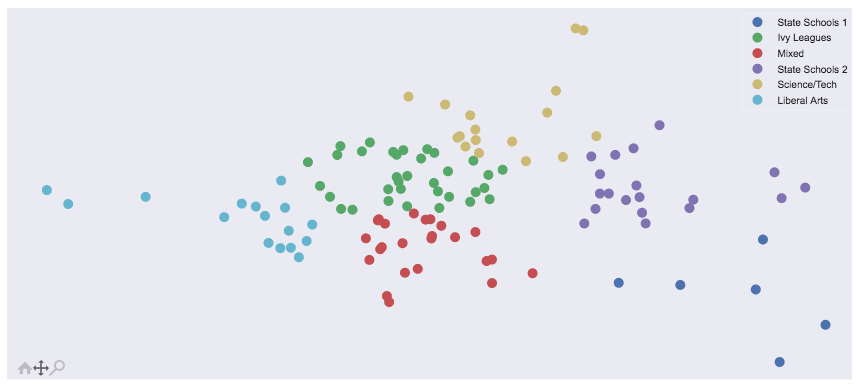 State Schools 1
Ivy Leagues
Mixed
State Schools 2
Science/Tech
Liberal Arts